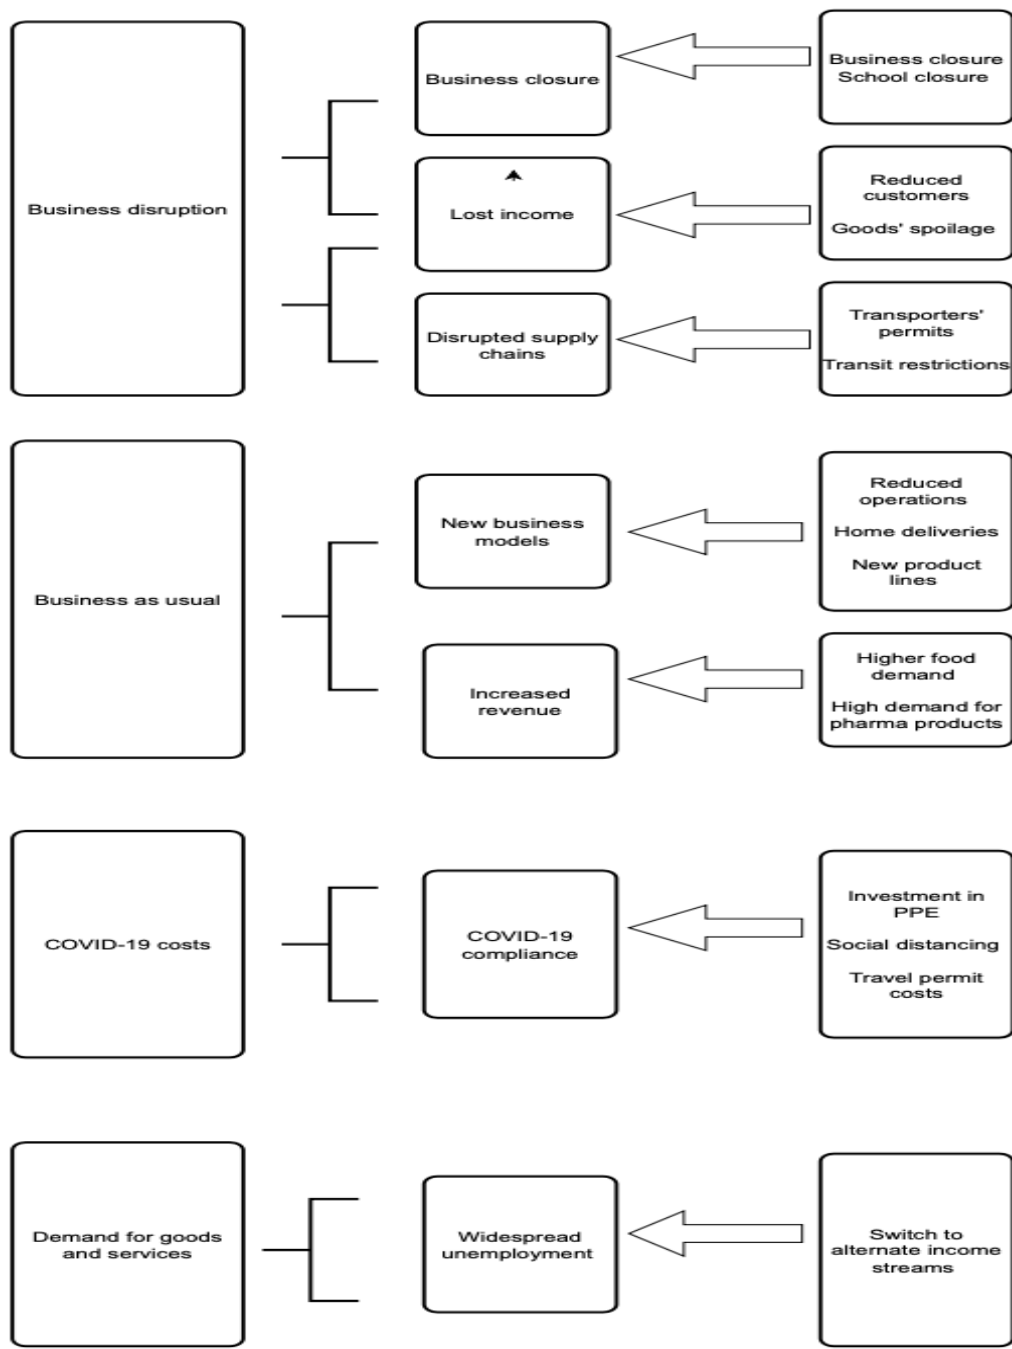 Business disruption
Business closure
Business closure
School closure
Lost income
Reduced
customers
Goods' spoilage
Disrupted supply
chains
Transporters'
permits
Transit restrictions
Business as usual
New business
models
Reduced
operations
Home deliveries
New product
lines
Increased
revenue
Higher food
demand
High demand for
pharma products
COVID-19 costs
COVID-19
compliance
Investment in
PPE
Social distancing
Travel permit
costs
Demand for goods
and services
Widespread
unemployment
Switch to
alternate income
streams